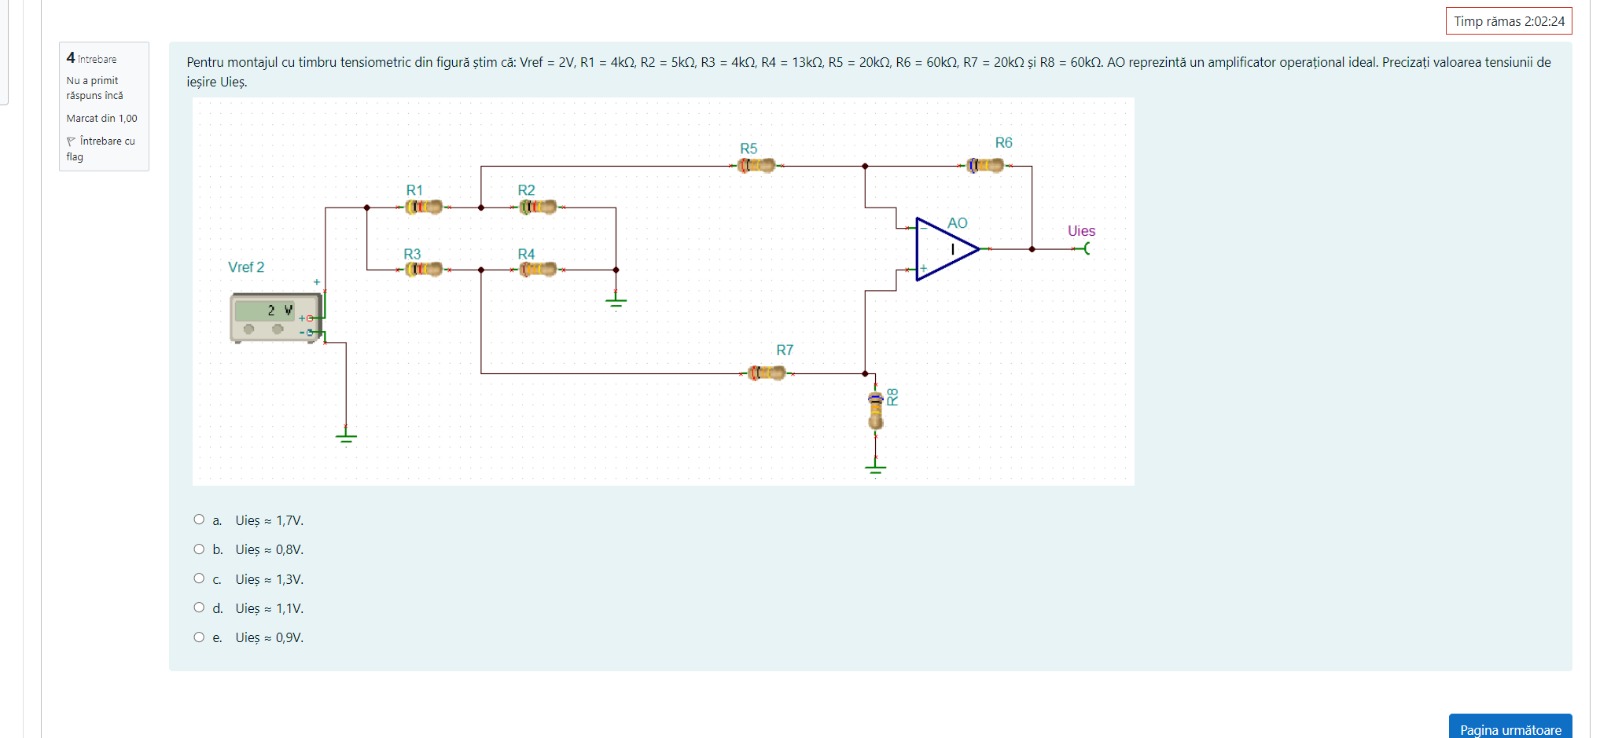 Timp rămas 2:02:24
4 Întrebare
Nu a primit
răspuns încă
Marcat din 1,00
Întrebare cu
flag
Pentru montajul cu timbru tensiometric din figură știm că: Vref = 2V, R1 = 4kΩ, R2 = 5kΩ, R3 = 4kΩ, R4 = 13kΩ, R5 = 20kΩ, R6 = 60kΩ, R7 = 20kΩ și R8 = 60kΩ. AO reprezintă un amplificator operațional ideal. Precizați valoarea tensiunii de
ieșire Uieș.
R6
R5
R1
R2
AO
Uies
R3
R4
Vref 2
+
2 V
+
-
-
+
I
R7
R8
a. Uieș ≈ 1,7V.
b. Uieș ≈ 0,8V.
c. Uieș ≈ 1,3V.
d. Uieș ≈ 1,1V.
e. Uieș ≈ 0,9V.
Pagina următoare